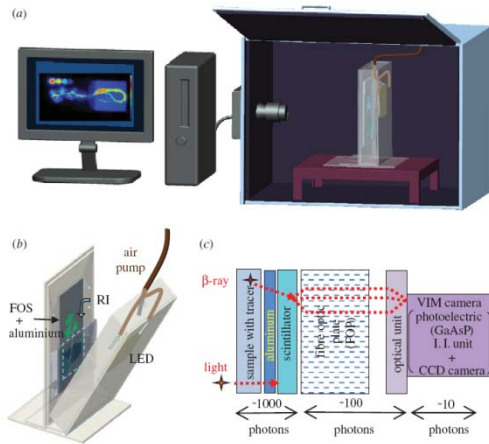 (a)
(b)
air
pump
FOS
+
aluminium
RI
LED
(c)
β-ray
light
sample with tracer
aluminum
scintillator
fibre optic
plate (FOP)
optical unit
VIM camera
photoelectric
(GaAsP)
I. I. unit
+
CCD camera
~1000
photons
~100
photons
~10
photons